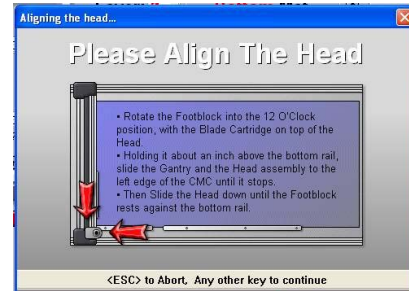 Aligning the head...
Please Align The Head
• Rotate the Footblock into the 12 O'Clock
position, with the Blade Cartridge on top of the
Head.
• Holding it about an inch above the bottom rail,
slide the Gantry and the Head assembly to the
left edge of the CMC until it stops.
• Then Slide the Head down until the Footblock
rests against the bottom rail.
<ESC> to Abort, Any other key to continue